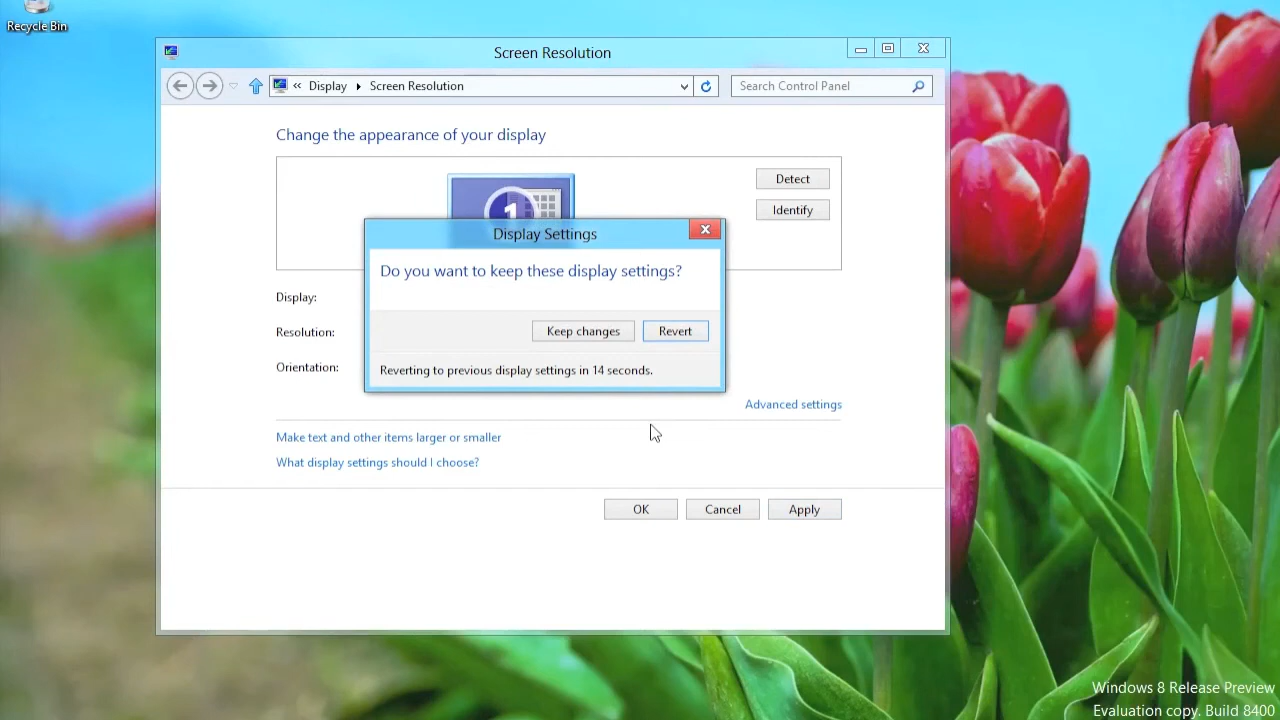 Recycle Bin
Screen Resolution
« Display ▸ Screen Resolution
Search Control Panel
Change the appearance of your display
Detect
1
Identify
Display Settings
Do you want to keep these display settings?
Display:
Resolution:
Keep changes
Revert
Orientation:
Reverting to previous display settings in 14 seconds.
Advanced settings
Make text and other items larger or smaller
What display settings should I choose?
OK
Cancel
Apply
Windows 8 Release Preview
Evaluation copy. Build 8400